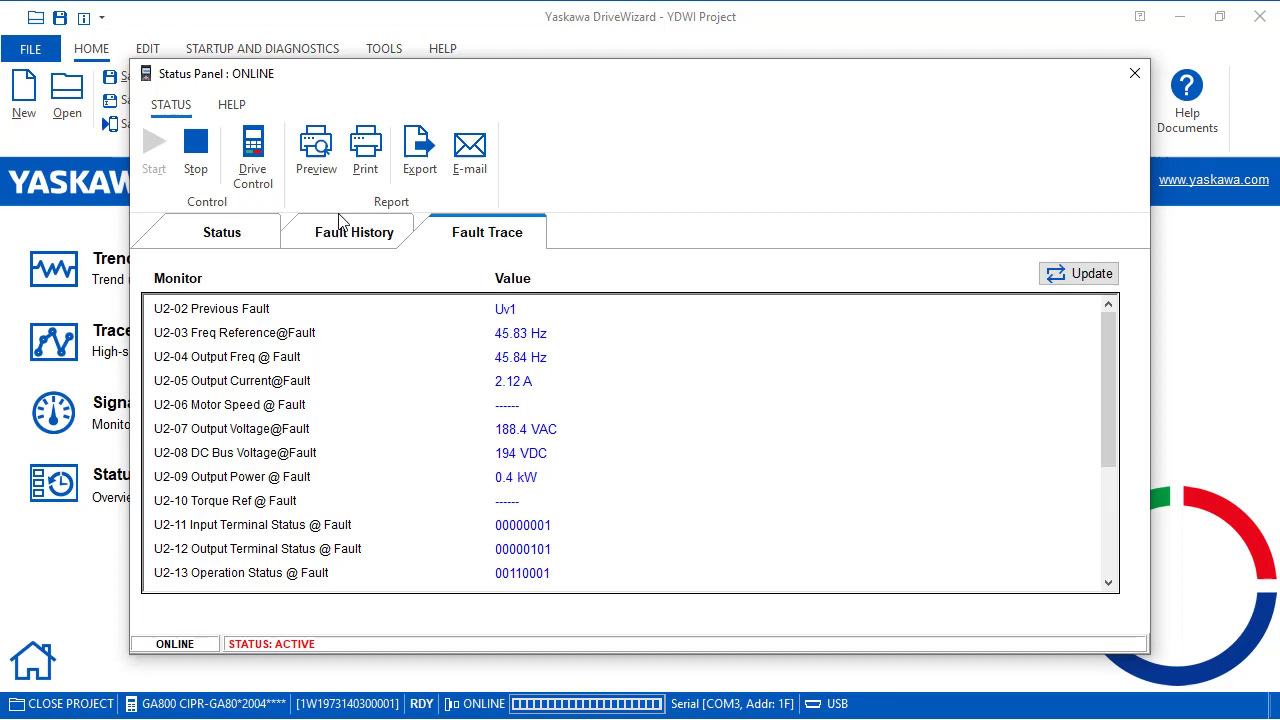 Yaskawa DriveWizard - YDWI Project
FILE HOME EDIT STARTUP AND DIAGNOSTICS TOOLS HELP
Status Panel : ONLINE
STATUS HELP
New Open
Start Stop Drive Control Preview Print Export E-mail
Control Report
Help Documents
YASKAWA
www.yaskawa.com
Status Fault History Fault Trace
Monitor Value Update
U2-02 Previous Fault Uv1
U2-03 Freq Reference@Fault 45.83 Hz
U2-04 Output Freq @ Fault 45.84 Hz
U2-05 Output Current@Fault 2.12 A
U2-06 Motor Speed @ Fault ------
U2-07 Output Voltage@Fault 188.4 VAC
U2-08 DC Bus Voltage@Fault 194 VDC
U2-09 Output Power @ Fault 0.4 kW
U2-10 Torque Ref @ Fault ------
U2-11 Input Terminal Status @ Fault 00000001
U2-12 Output Terminal Status @ Fault 00000101
U2-13 Operation Status @ Fault 00110001
Tren
Trend
Trace
High-s
Signa
Monito
Statu
Overvie
ONLINE STATUS: ACTIVE
CLOSE PROJECT GA800 CIPR-GA80*2004**** [1W1973140300001] RDY ONLINE Serial [COM3, Addr: 1F] USB